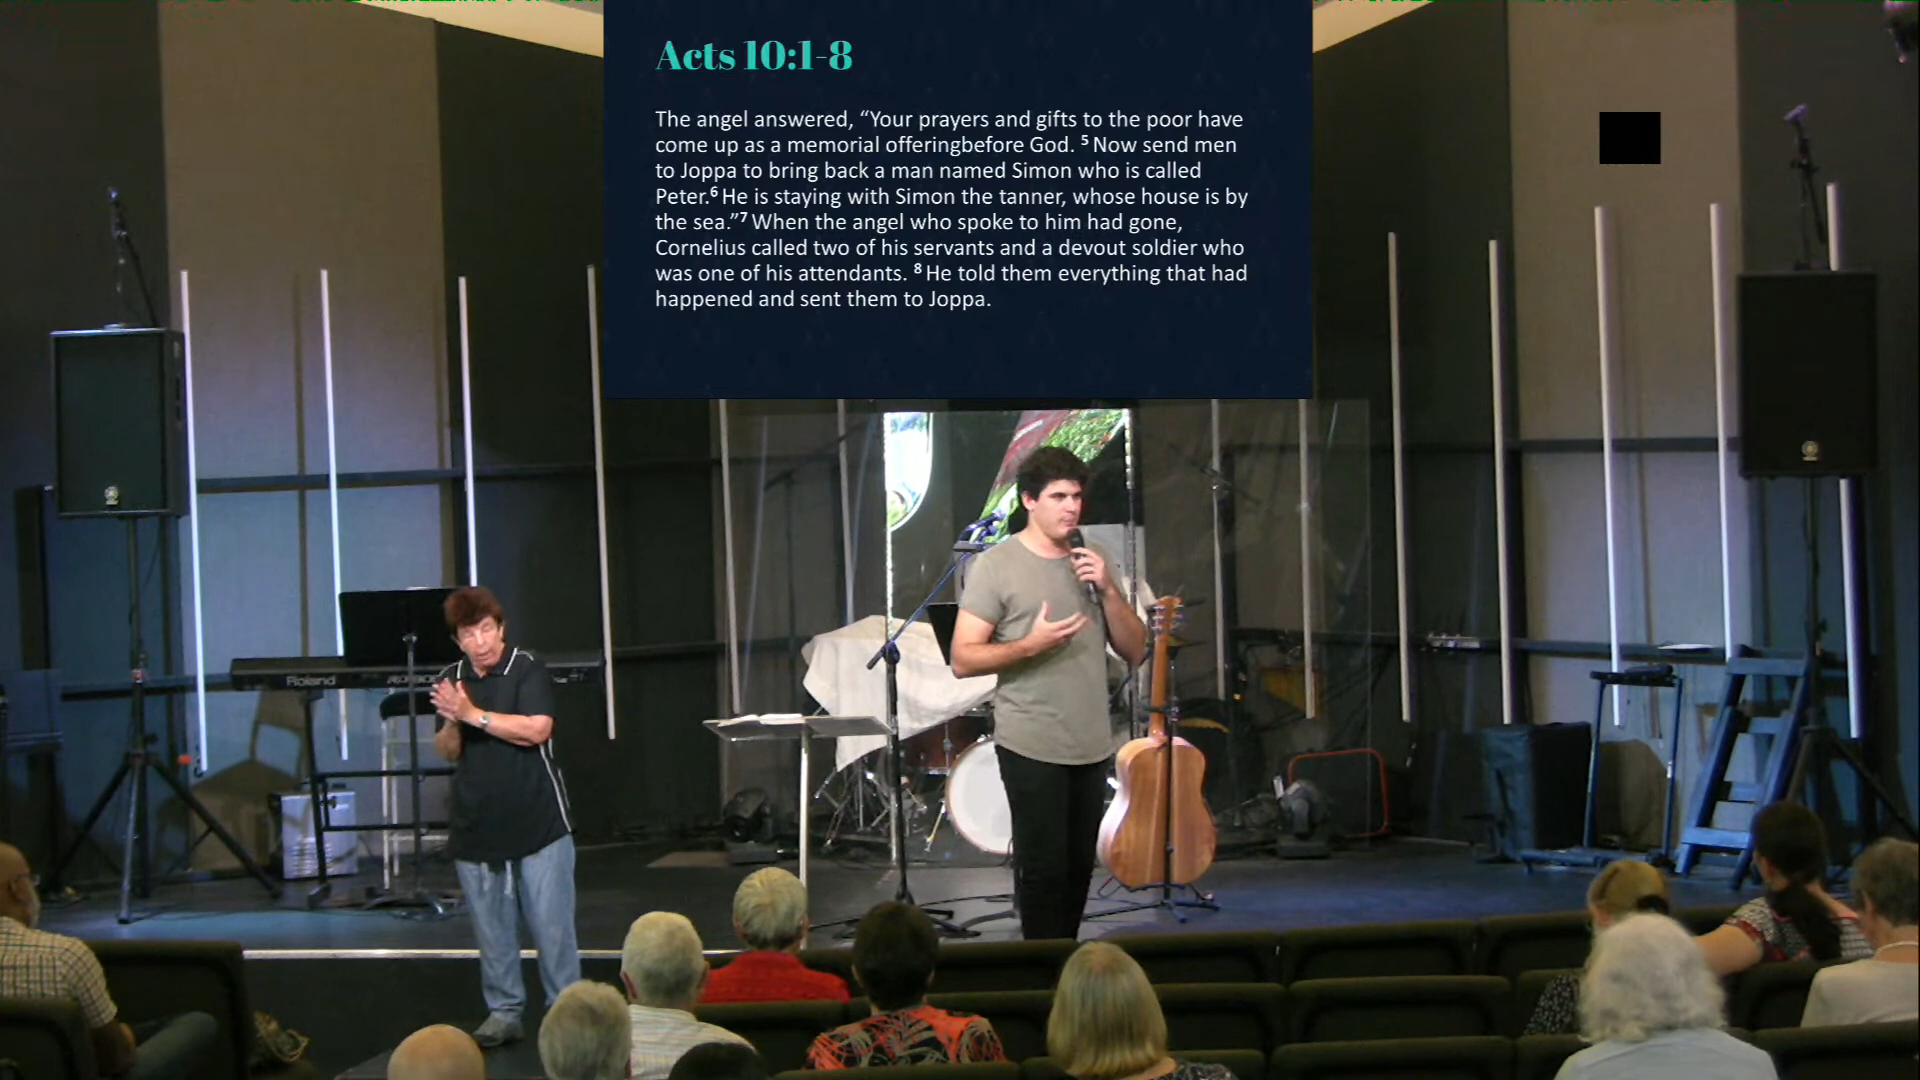 Acts 10:1-8
The angel answered, “Your prayers and gifts to the poor have
come up as a memorial offeringbefore God. ⁵ Now send men
to Joppa to bring back a man named Simon who is called
Peter.⁶ He is staying with Simon the tanner, whose house is by
the sea.”⁷ When the angel who spoke to him had gone,
Cornelius called two of his servants and a devout soldier who
was one of his attendants. ⁸ He told them everything that had
happened and sent them to Joppa.
Roland